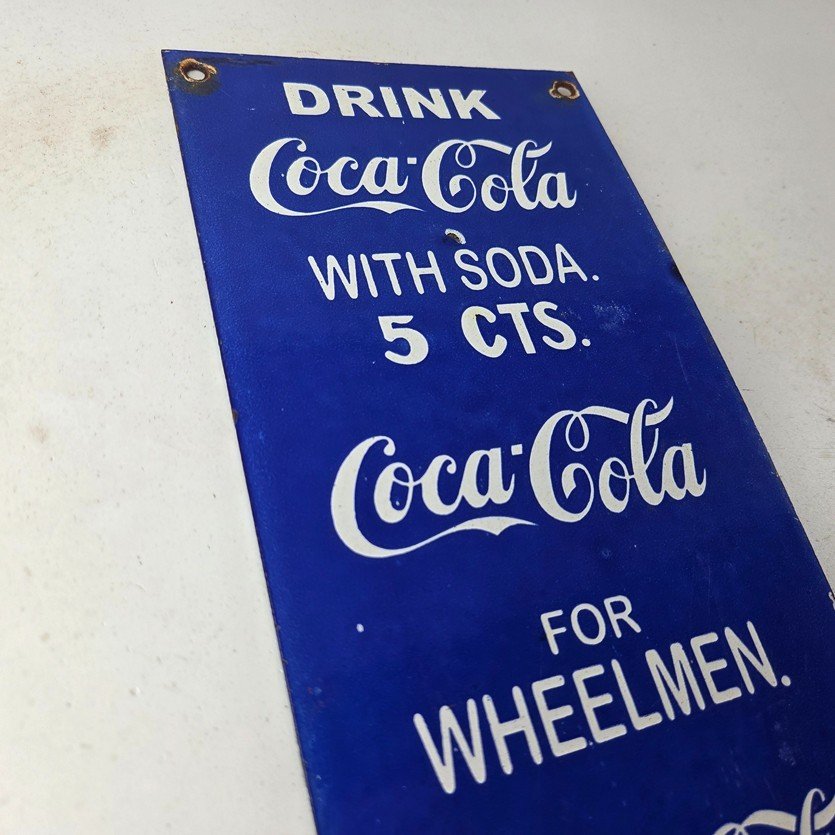 DRINK
Coca-Cola
WITH SODA.
5 CTS.
Coca-Cola
FOR
WHEELMEN.